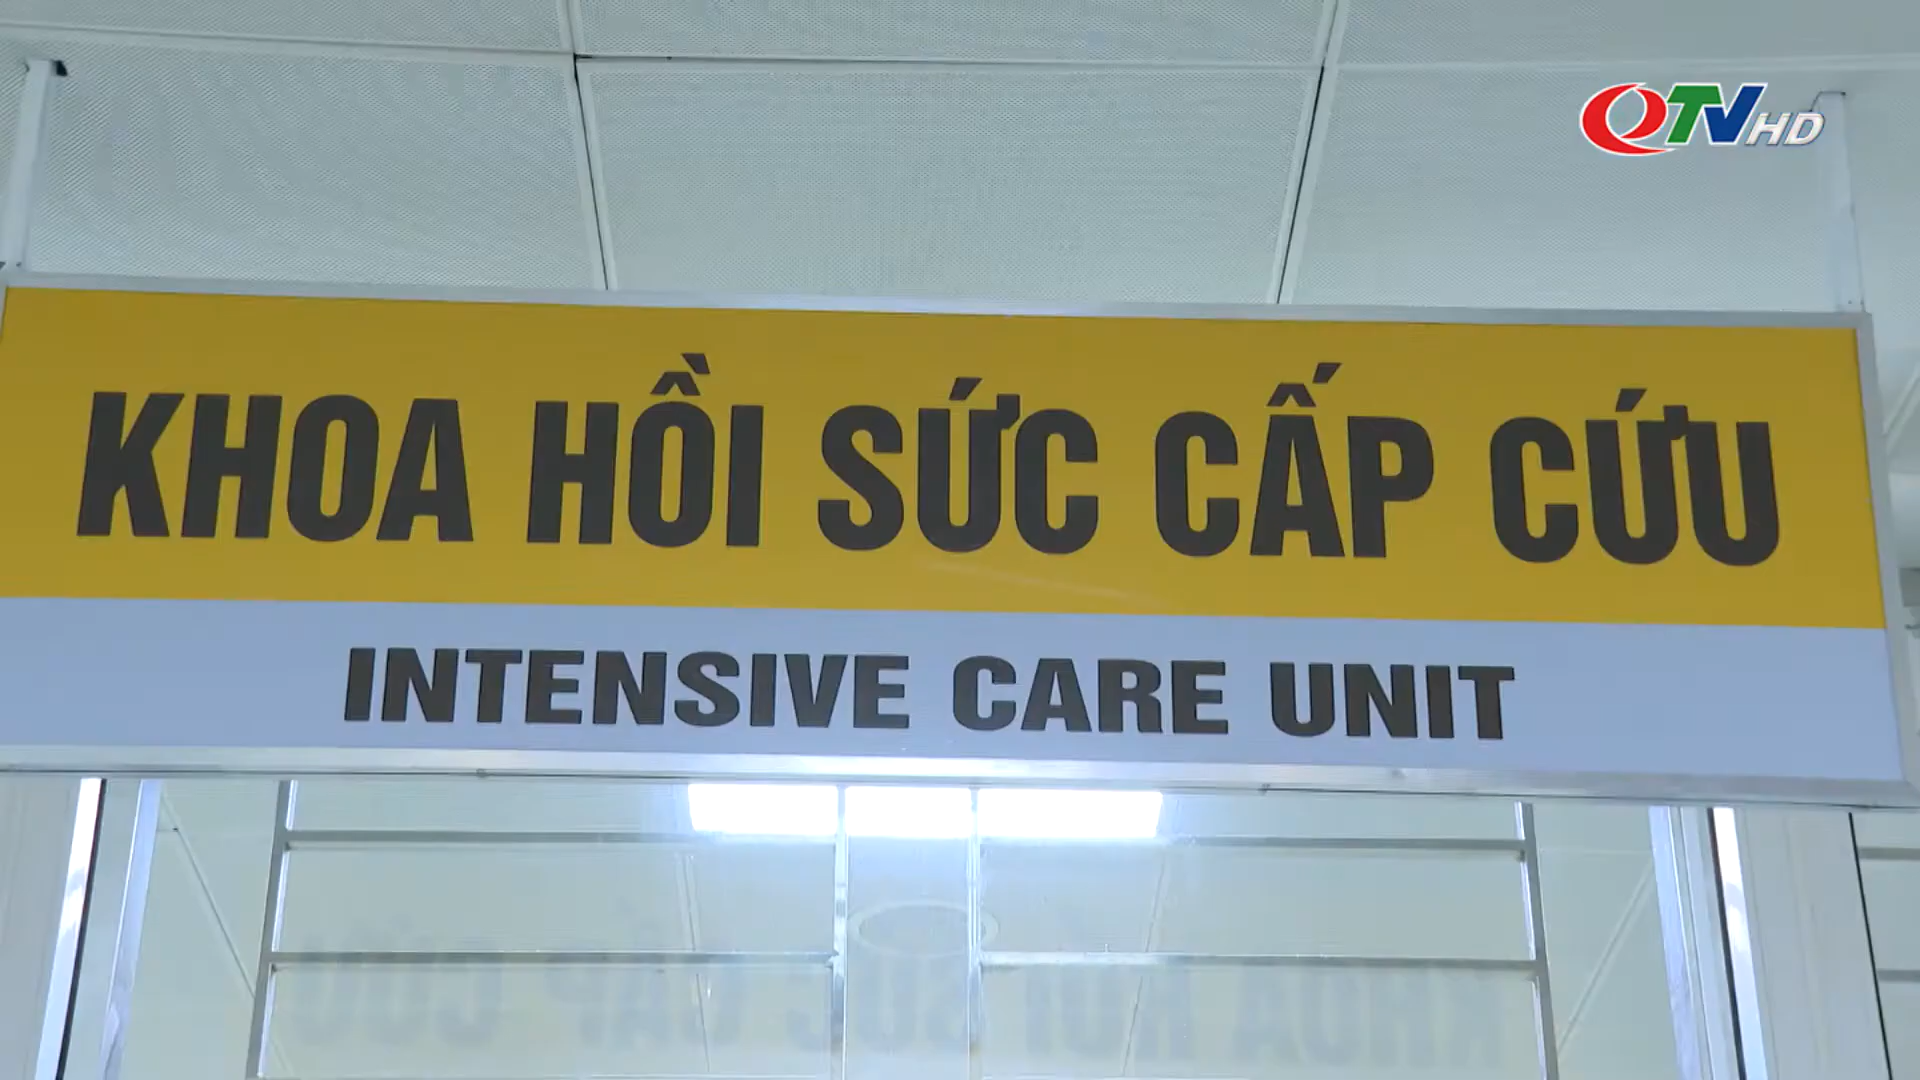 QTV HD
KHOA HỒI SỨC CẤP CỨU
INTENSIVE CARE UNIT